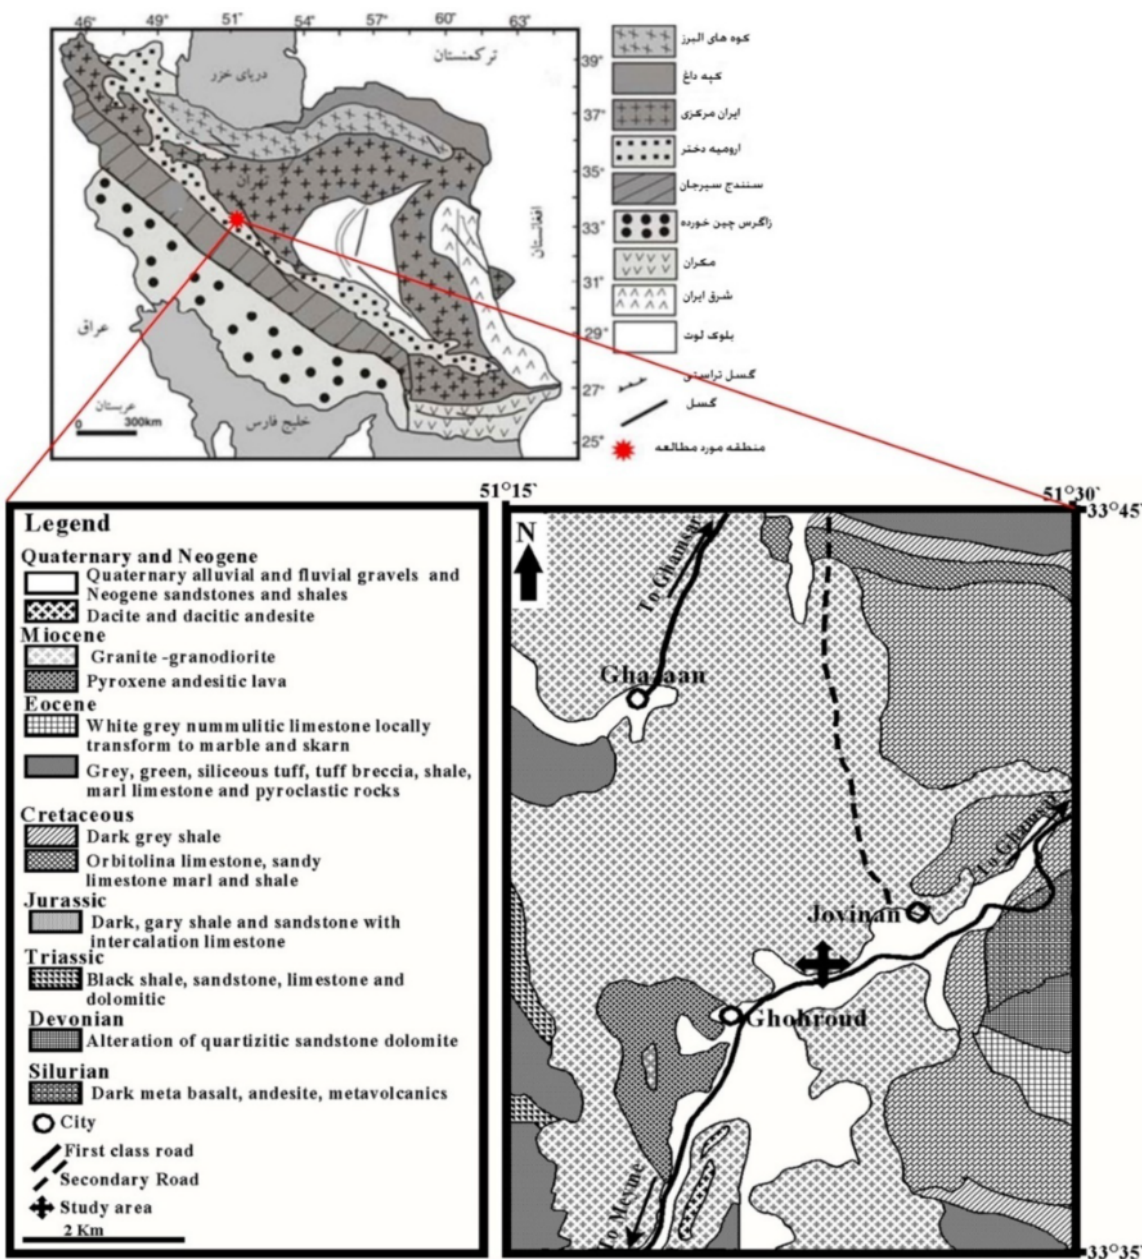 46° 49° 51° 54° 57° 60° 63°
39°
37°
35°
33°
31°
29°
27°
25°
ترکمنستان
دریای خزر
تهران
افغانستان
عراق
عربستان
خلیج فارس
0 300km
کوه های البرز
کپه داغ
ایران مرکزی
ارومیه دختر
سنندج سیرجان
زاگرس چین خورده
مکران
شرق ایران
بلوک لوت
گسل تراستی
گسل
منطقه مورد مطالعه
51°15`
51°30`
33°45`
33°35`
Legend
Quaternary and Neogene
Quaternary alluvial and fluvial gravels and
Neogene sandstones and shales
Dacite and dacitic andesite
Miocene
Granite -granodiorite
Pyroxene andesitic lava
Eocene
White grey nummulitic limestone locally
transform to marble and skarn
Grey, green, siliceous tuff, tuff breccia, shale,
marl limestone and pyroclastic rocks
Cretaceous
Dark grey shale
Orbitolina limestone, sandy
limestone marl and shale
Jurassic
Dark, gary shale and sandstone with
intercalation limestone
Triassic
Black shale, sandstone, limestone and
dolomitic
Devonian
Alteration of quartizitic sandstone dolomite
Silurian
Dark meta basalt, andesite, metavolcanics
City
First class road
Secondary Road
Study area
2 Km
N
To Ghamsar
To Ghamsar
Jovinan
Ghohroud
To Meyme